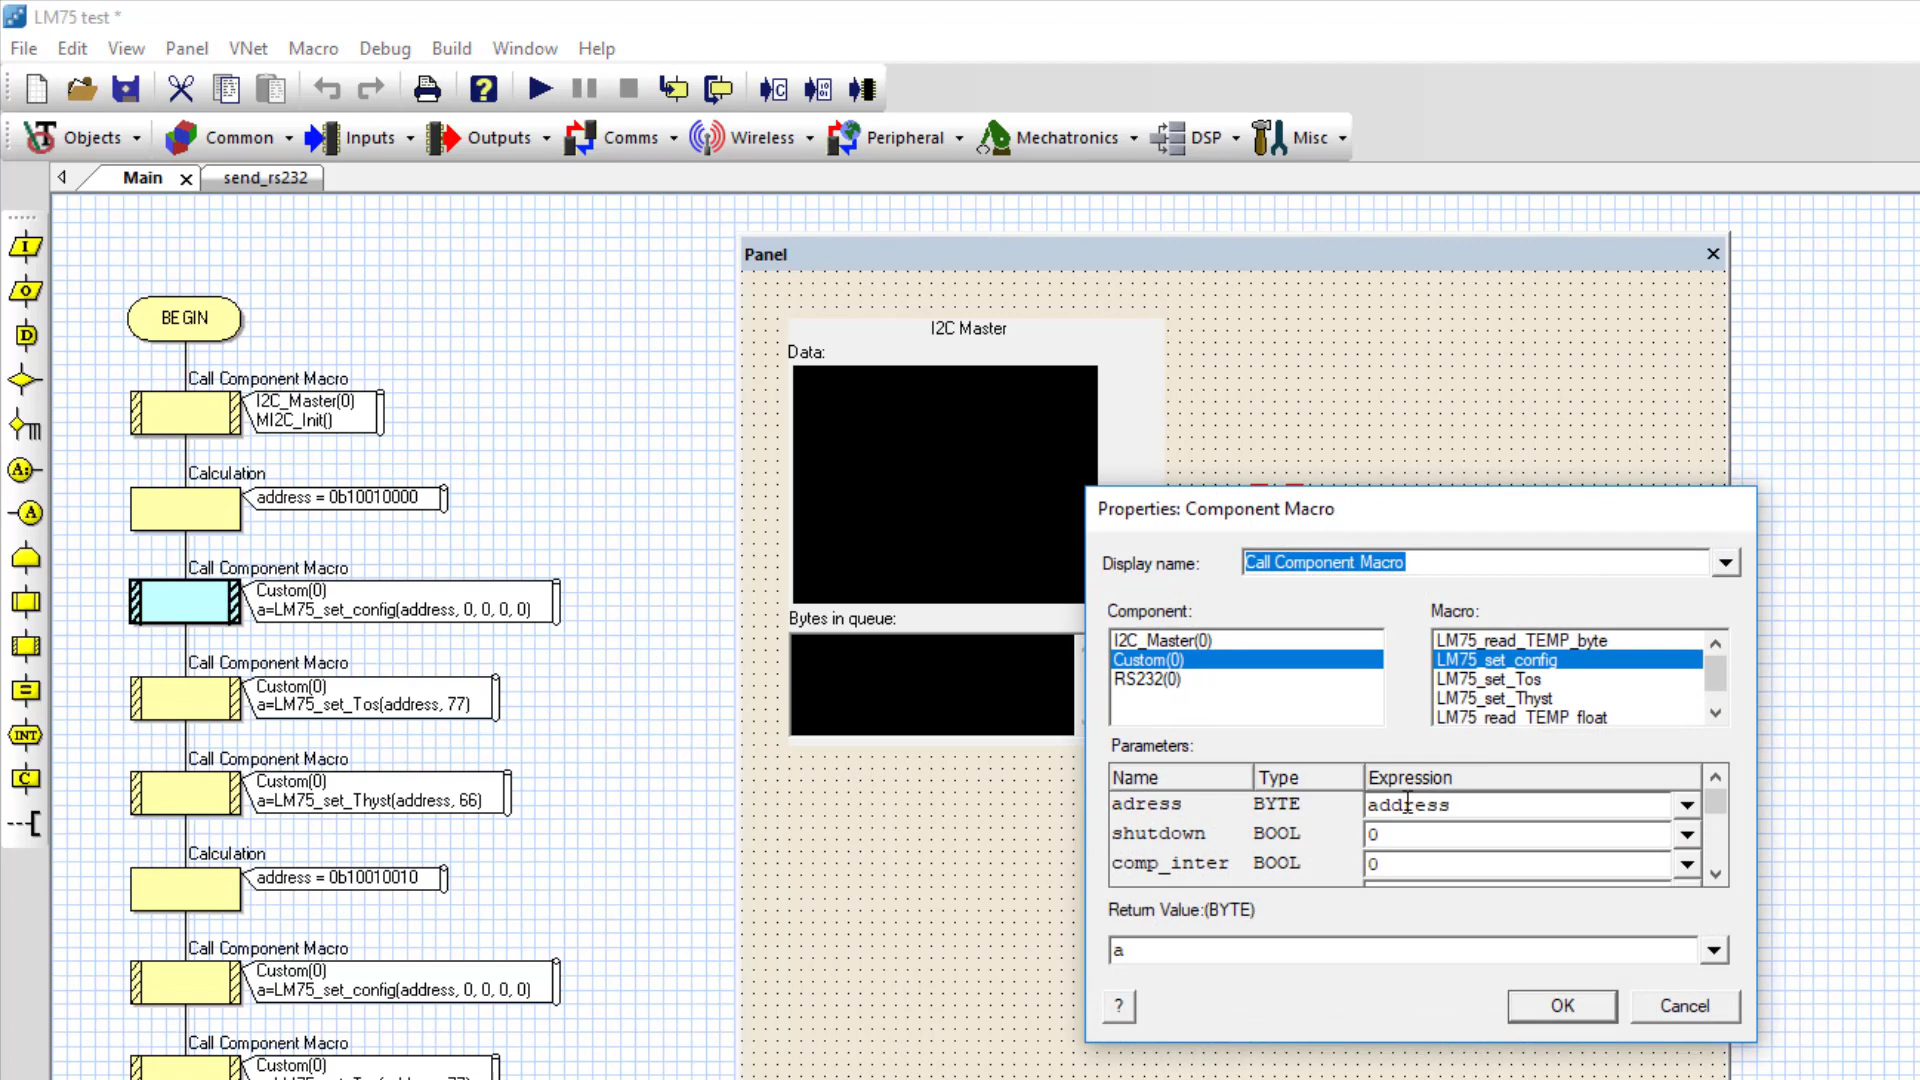 LM75 test *
File Edit View Panel VNet Macro Debug Build Window Help
Objects Common Inputs Outputs Comms Wireless Peripheral Mechatronics DSP Misc
Main send_rs232
BEGIN
Call Component Macro
I2C_Master(0)
MI2C_Init()
Calculation
address = 0b10010000
Call Component Macro
Custom(0)
a=LM75_set_config(address, 0, 0, 0, 0)
Call Component Macro
Custom(0)
a=LM75_set_Tos(address, 77)
Call Component Macro
Custom(0)
a=LM75_set_Thyst(address, 66)
Calculation
address = 0b10010010
Call Component Macro
Custom(0)
a=LM75_set_config(address, 0, 0, 0, 0)
Call Component Macro
Custom(0)
Panel
I2C Master
Data:
Bytes in queue:
Properties: Component Macro
Display name: Call Component Macro
Component: Macro:
I2C_Master(0)
Custom(0)
RS232(0)
LM75_read_TEMP_byte
LM75_set_config
LM75_set_Tos
LM75_set_Thyst
LM75_read_TEMP_float
Parameters:
Name Type Expression
adress BYTE address
shutdown BOOL 0
comp_inter BOOL 0
Return Value:(BYTE)
a
? OK Cancel
I
O
D
A:
A
INT
C